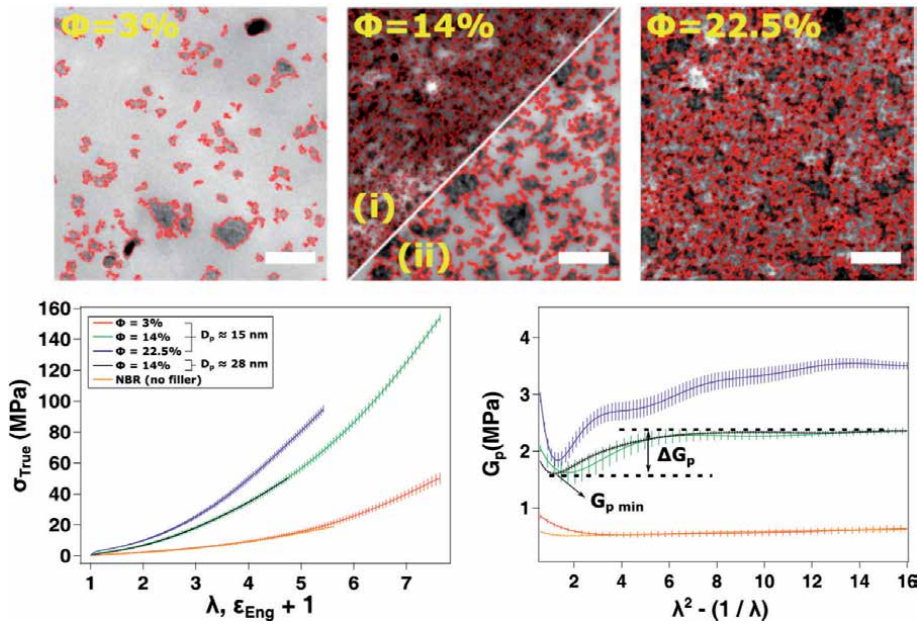 Φ=3%
Φ=14%
Φ=22.5%
(i)
(ii)
σTrue (MPa)
160
140
120
100
80
60
40
20
0
Φ = 3%
Φ = 14%
Φ = 22.5%
Φ = 14%
NBR (no filler)
Dp ≈ 15 nm
Dp ≈ 28 nm
1 2 3 4 5 6 7
λ, εEng + 1
Gp(MPa)
4
3
2
1
ΔGp
Gp min
2 4 6 8 10 12 14 16
λ² - (1 / λ)